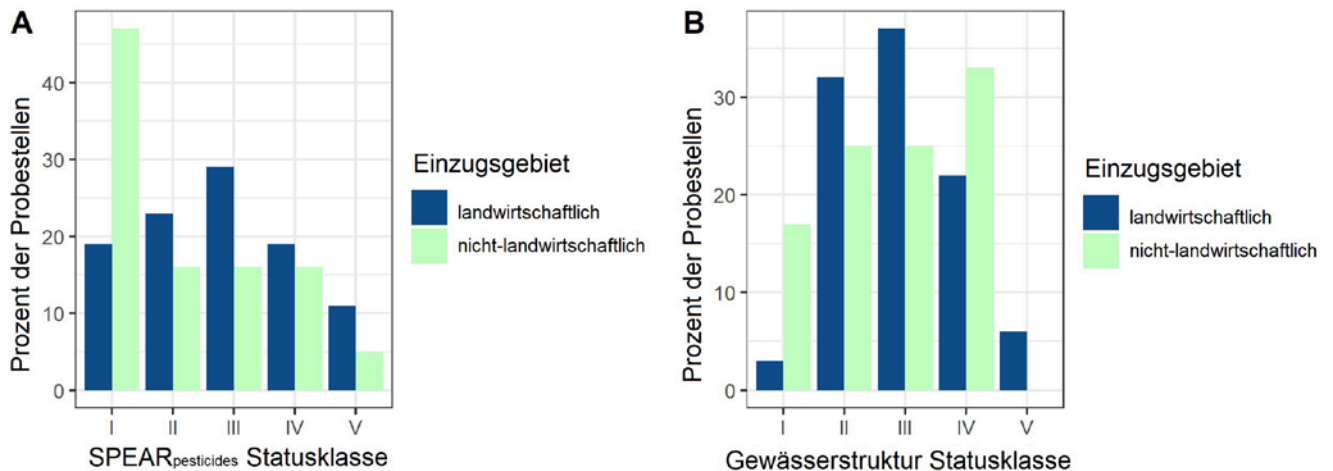 A
Prozent der Probestellen
40
30
20
10
0
I II III IV V
SPEARpesticides Statusklasse
Einzugsgebiet
landwirtschaftlich
nicht-landwirtschaftlich
B
Prozent der Probestellen
30
20
10
0
I II III IV V
Gewässerstruktur Statusklasse
Einzugsgebiet
landwirtschaftlich
nicht-landwirtschaftlich